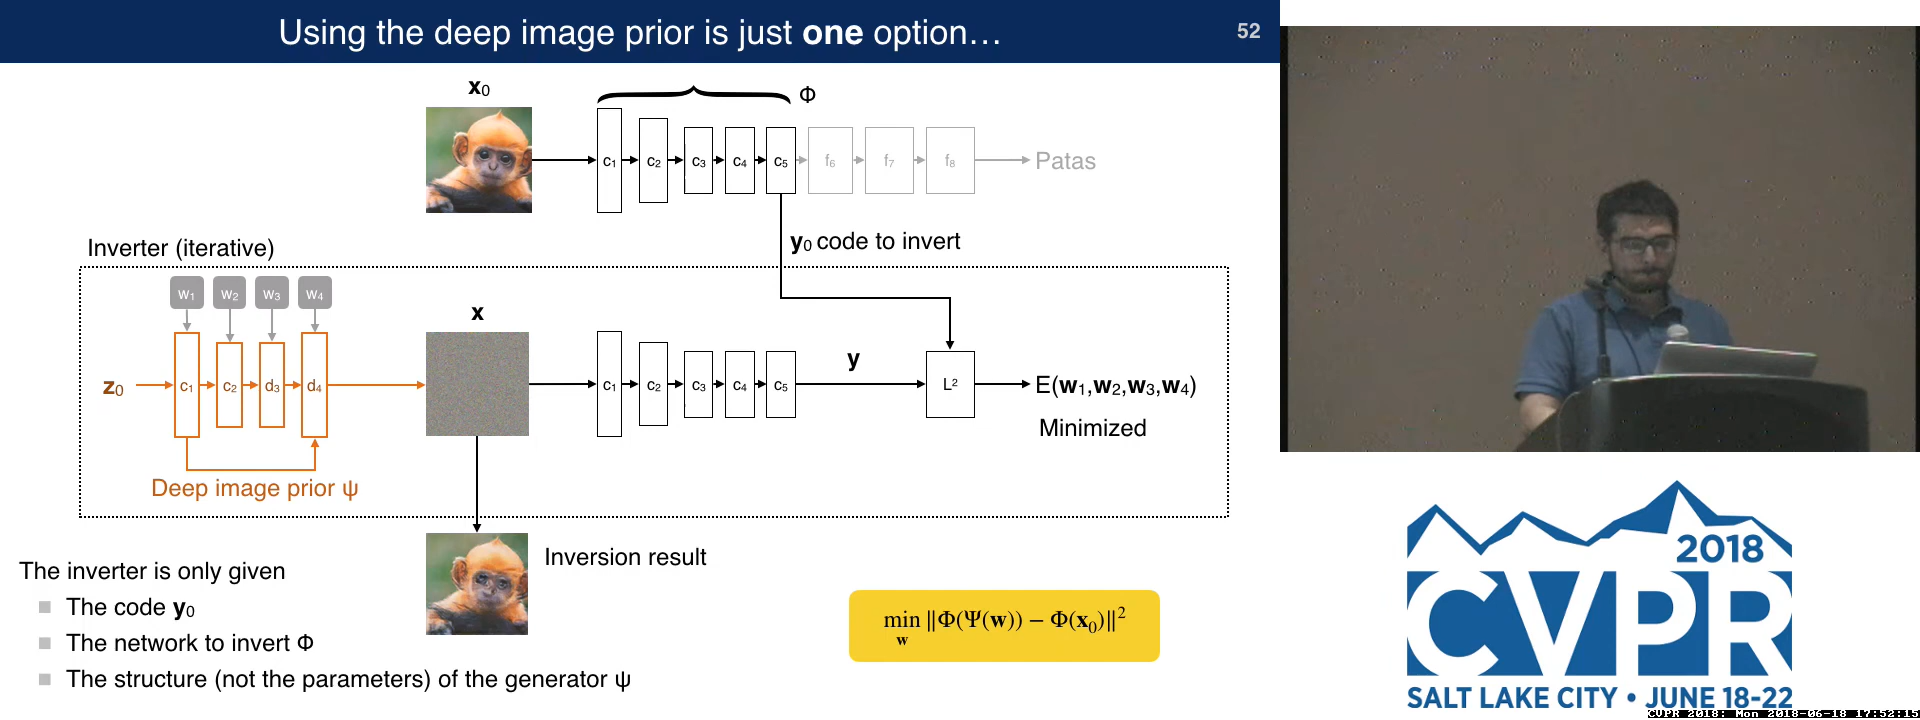 Using the deep image prior is just one option…
52
x0
Φ
c1 c2 c3 c4 c5 f6 f7 f8 Patas
y0 code to invert
Inverter (iterative)
w1 w2 w3 w4
x
z0 c1 c2 d3 d4
c1 c2 c3 c4 c5
y
L2
E(w1,w2,w3,w4)
Minimized
Deep image prior ψ
Inversion result
The inverter is only given
The code y0
The network to invert Φ
The structure (not the parameters) of the generator ψ
min w ||Φ(Ψ(w)) − Φ(x0)||2
2018
CVPR
SALT LAKE CITY • JUNE 18-22
CVPR 2018: Mon 2018-06-18 17:52:15